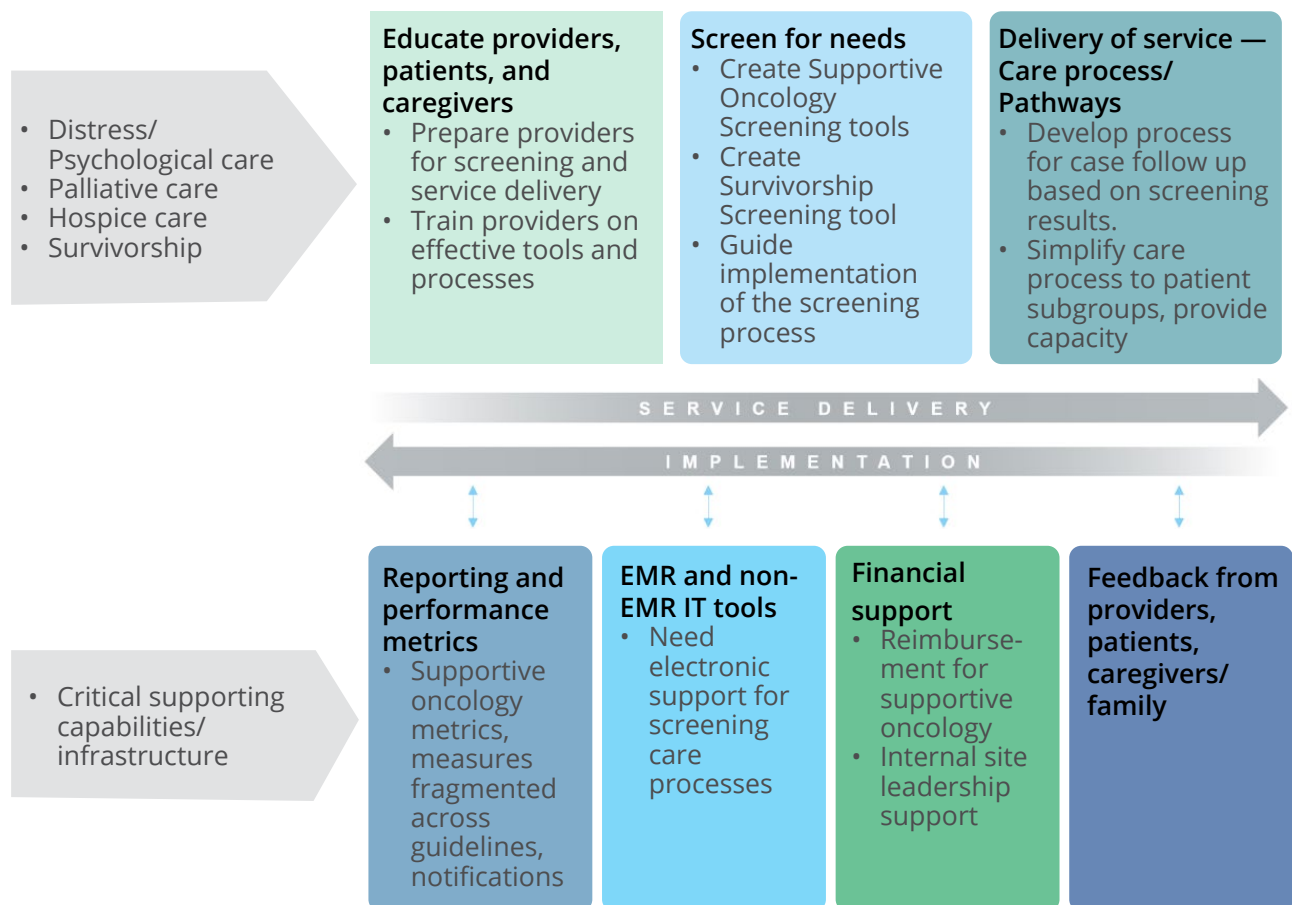 • Distress/
Psychological care
• Palliative care
• Hospice care
• Survivorship
Educate providers,
patients, and
caregivers
• Prepare providers
for screening and
service delivery
• Train providers on
effective tools and
processes
Screen for needs
• Create Supportive
Oncology
Screening tools
• Create
Survivorship
Screening tool
• Guide
implementation
of the screening
process
Delivery of service —
Care process/
Pathways
• Develop process
for case follow up
based on screening
results.
• Simplify care
process to patient
subgroups, provide
capacity
SERVICE DELIVERY
IMPLEMENTATION
• Critical supporting
capabilities/
infrastructure
Reporting and
performance
metrics
• Supportive
oncology
metrics,
measures
fragmented
across
guidelines,
notifications
EMR and non-
EMR IT tools
• Need
electronic
support for
screening
care
processes
Financial
support
• Reimburse-
ment for
supportive
oncology
• Internal site
leadership
support
Feedback from
providers,
patients,
caregivers/
family